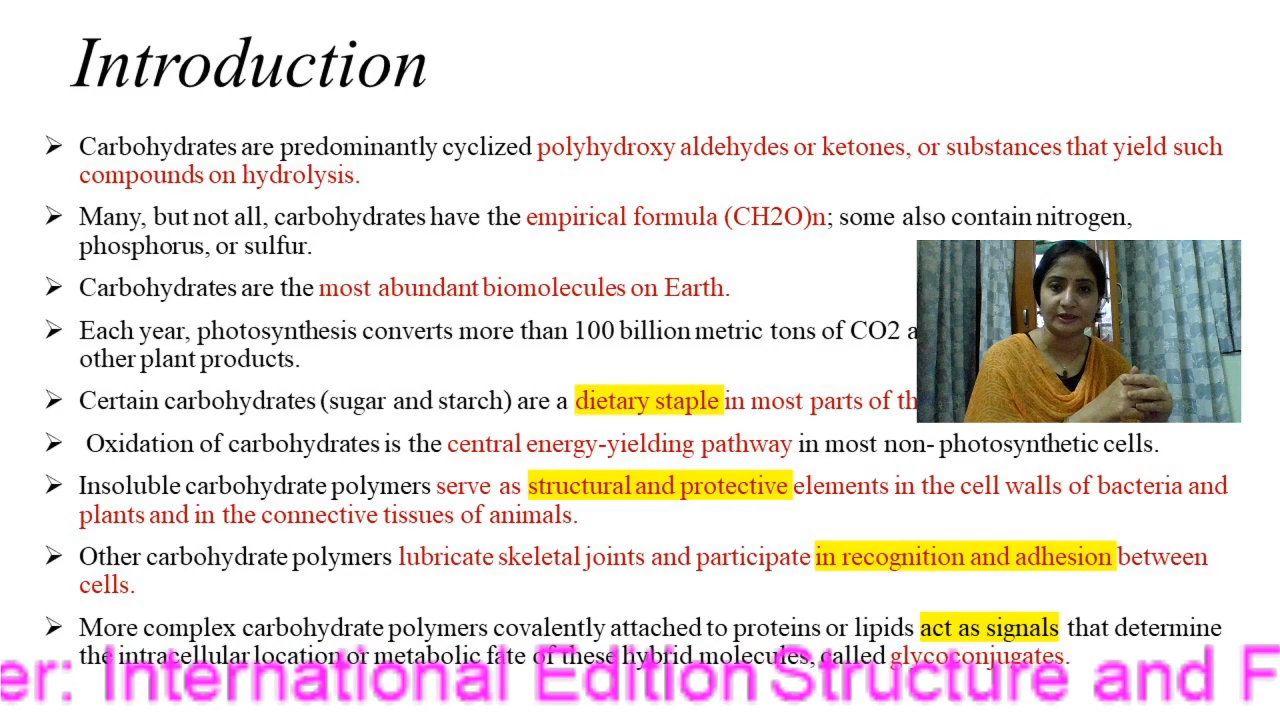 Introduction
➢ Carbohydrates are predominantly cyclized polyhydroxy aldehydes or ketones, or substances that yield such
compounds on hydrolysis.
➢ Many, but not all, carbohydrates have the empirical formula (CH2O)n; some also contain nitrogen,
phosphorus, or sulfur.
➢ Carbohydrates are the most abundant biomolecules on Earth.
➢ Each year, photosynthesis converts more than 100 billion metric tons of CO2
other plant products.
➢ Certain carbohydrates (sugar and starch) are a dietary staple in most parts of
➢ Oxidation of carbohydrates is the central energy-yielding pathway in most non- photosynthetic cells.
➢ Insoluble carbohydrate polymers serve as structural and protective elements in the cell walls of bacteria and
plants and in the connective tissues of animals.
➢ Other carbohydrate polymers lubricate skeletal joints and participate in recognition and adhesion between
cells.
➢ More complex carbohydrate polymers covalently attached to proteins or lipids act as signals that determine
the intracellular location or metabolic fate of these hybrid molecules, called glycoconjugates.
er: International Edition Structure and F